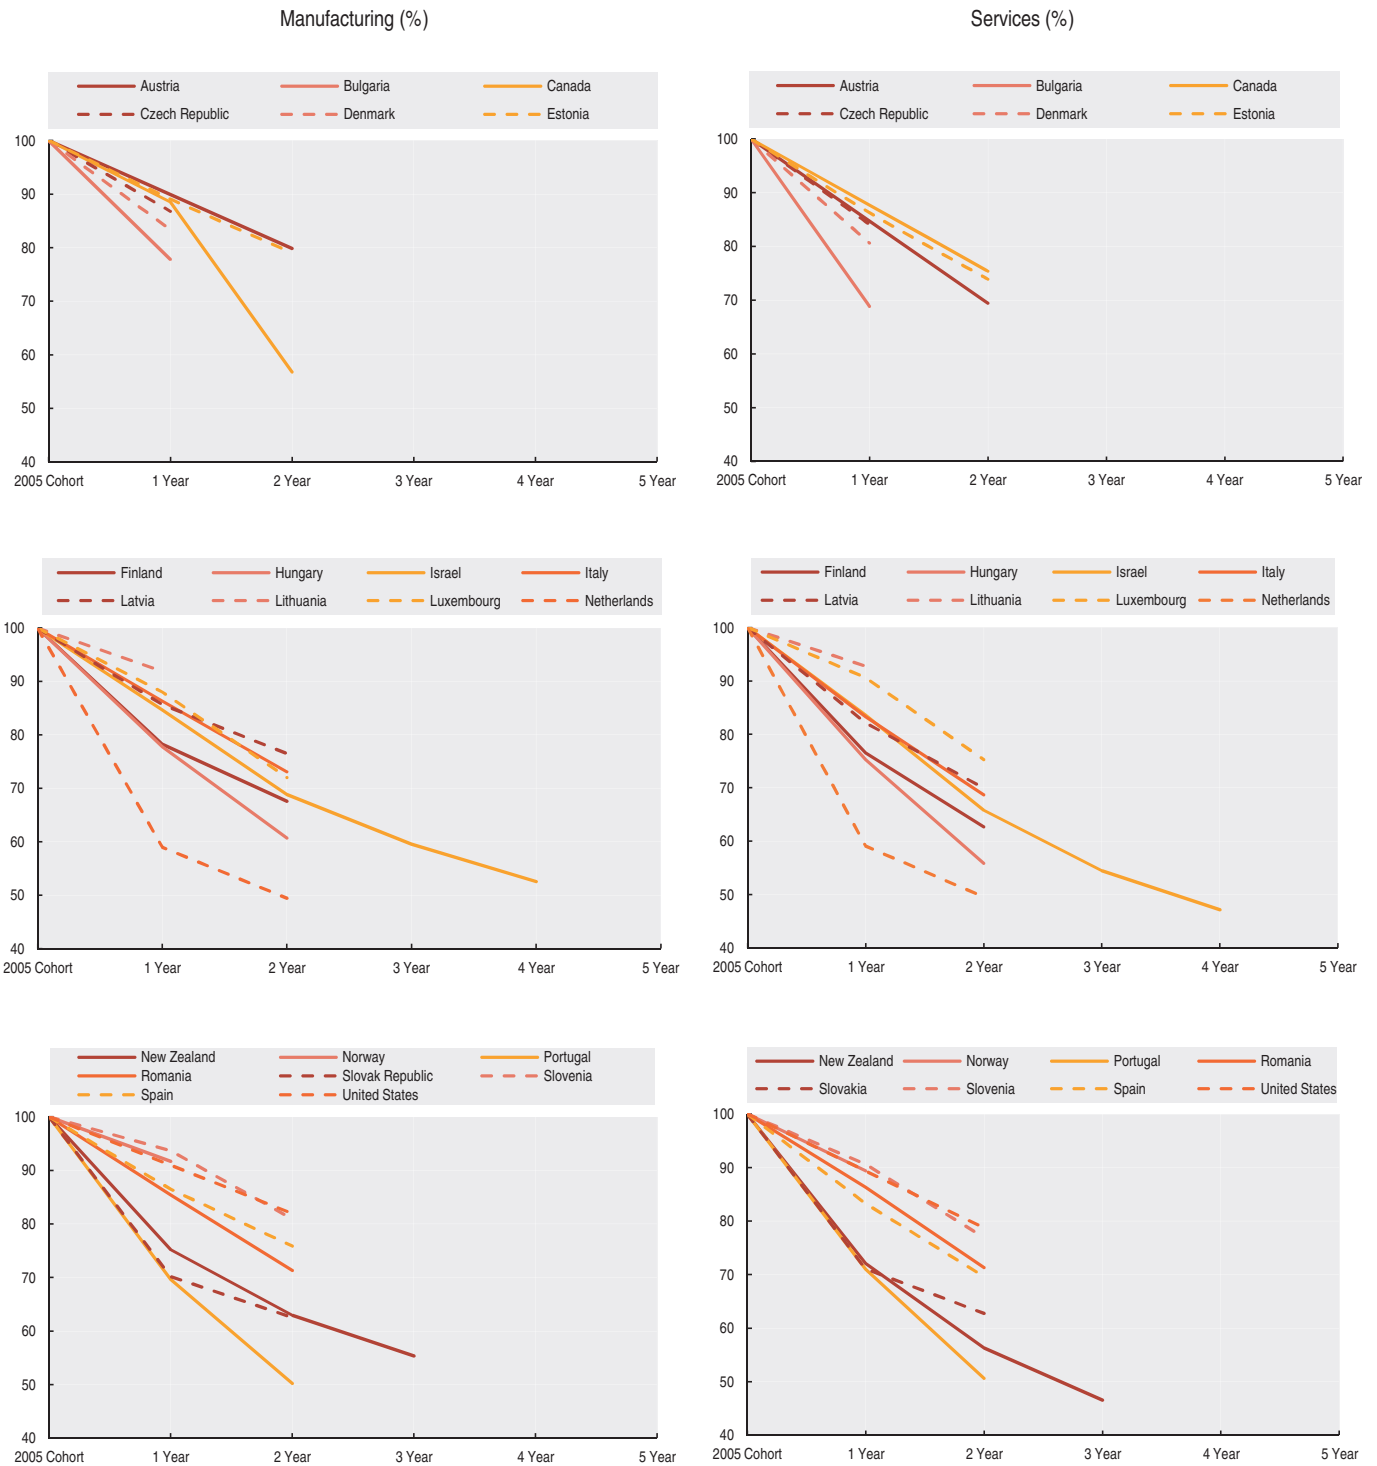 Manufacturing (%)
Services (%)
Austria Bulgaria Canada
Czech Republic Denmark Estonia
100
90
80
70
60
50
40
2005 Cohort 1 Year 2 Year 3 Year 4 Year 5 Year
Austria Bulgaria Canada
Czech Republic Denmark Estonia
100
90
80
70
60
50
40
2005 Cohort 1 Year 2 Year 3 Year 4 Year 5 Year
Finland Hungary Israel Italy
Latvia Lithuania Luxembourg Netherlands
100
90
80
70
60
50
40
2005 Cohort 1 Year 2 Year 3 Year 4 Year 5 Year
Finland Hungary Israel Italy
Latvia Lithuania Luxembourg Netherlands
100
90
80
70
60
50
40
2005 Cohort 1 Year 2 Year 3 Year 4 Year 5 Year
New Zealand Norway Portugal
Romania Slovak Republic Slovenia
Spain United States
100
90
80
70
60
50
40
2005 Cohort 1 Year 2 Year 3 Year 4 Year 5 Year
New Zealand Norway Portugal Romania
Slovakia Slovenia Spain United States
100
90
80
70
60
50
40
2005 Cohort 1 Year 2 Year 3 Year 4 Year 5 Year